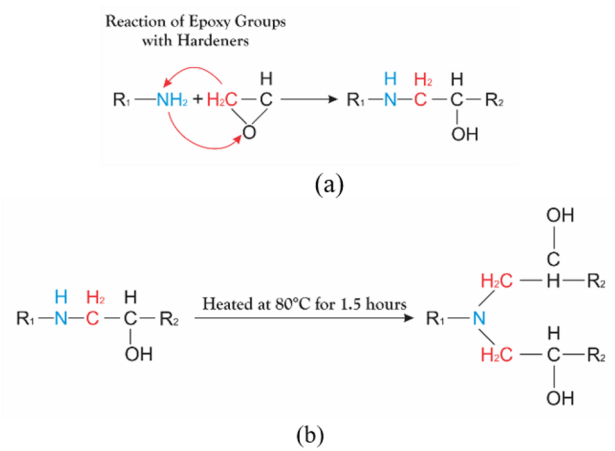 Reaction of Epoxy Groups
with Hardeners
H H H₂ H
R₁—NH₂ + H₂C—C R₁—N—C—C—R₂
O OH
(a)
OH
C
H₂C—H—R₂
H H₂ H Heated at 80°C for 1.5 hours
R₁—N—C—C—R₂ R₁—N
OH H
H₂C—C—R₂
OH
(b)